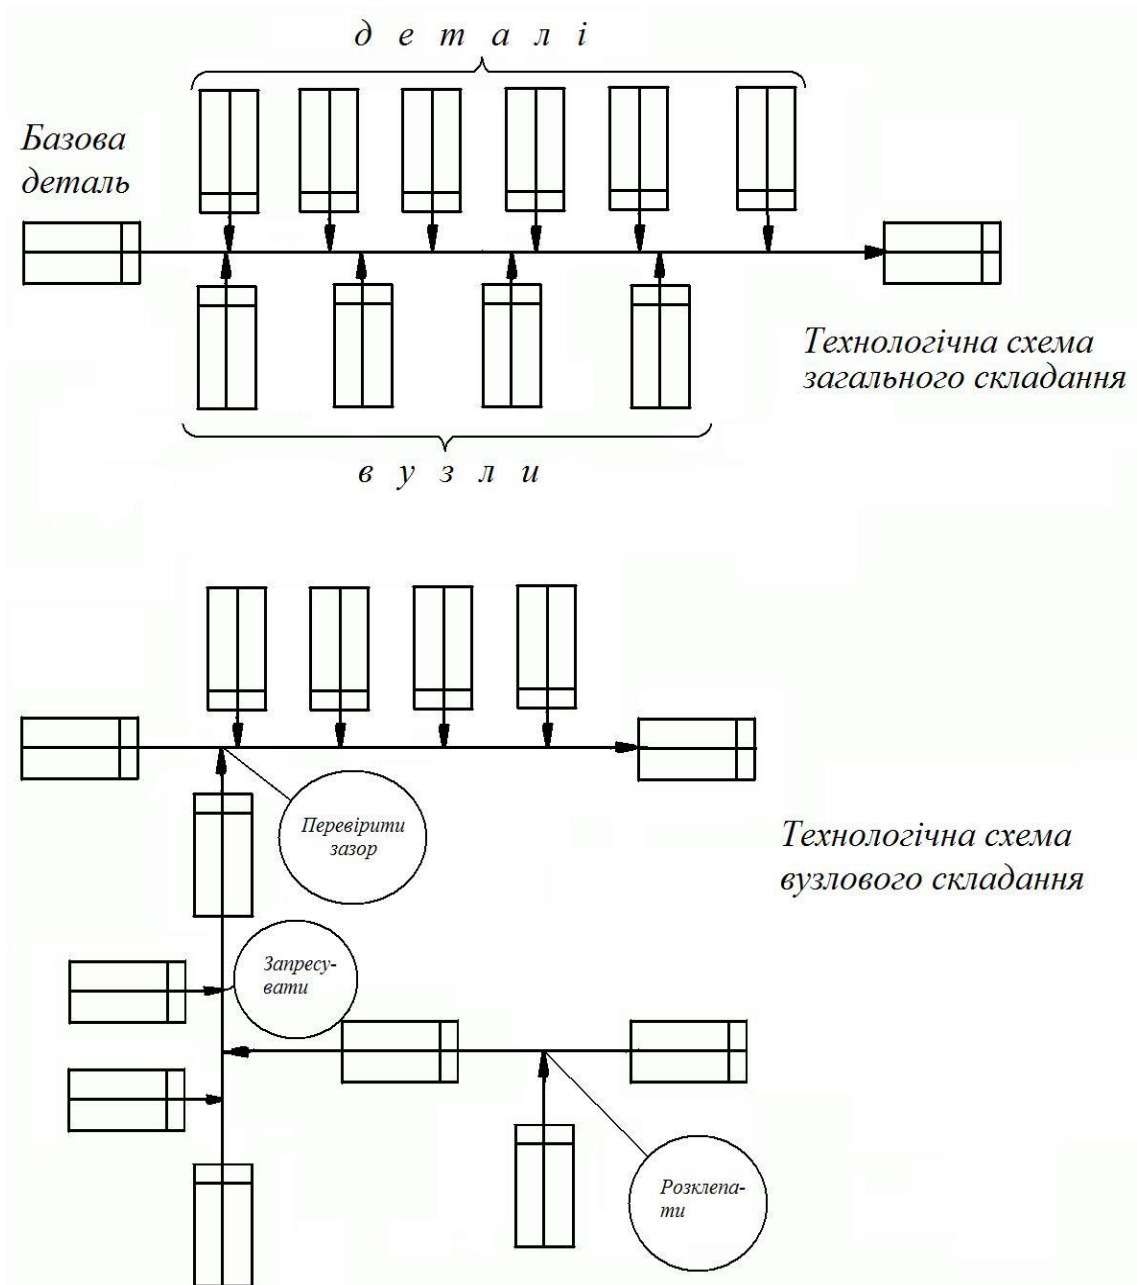 д е т а л і
Базова
деталь
Технологічна схема
загального складання
в у з л и
Перевірити
зазор
Технологічна схема
вузлового складання
Запресу-
вати
Розклепа-
ти